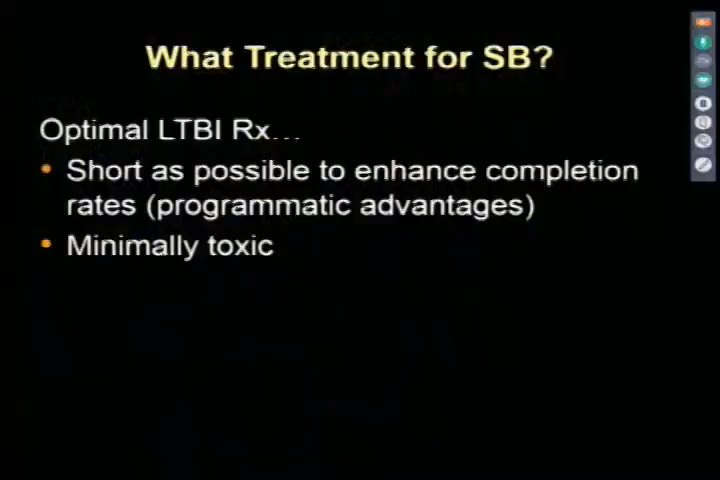 What Treatment for SB?
Optimal LTBI Rx…
• Short as possible to enhance completion
rates (programmatic advantages)
• Minimally toxic